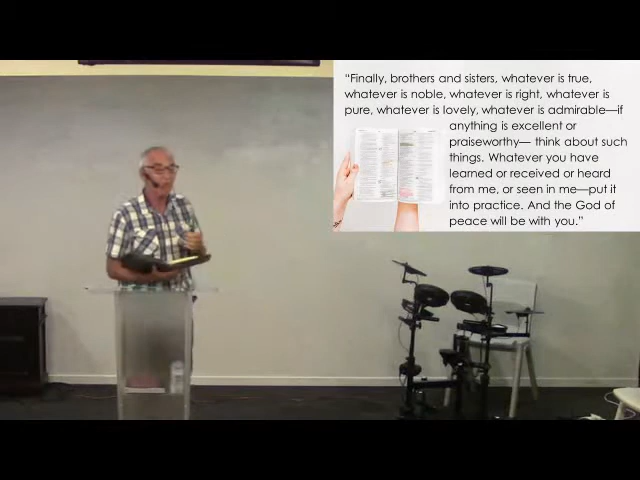 “Finally, brothers and sisters, whatever is true,
whatever is noble, whatever is right, whatever is
pure, whatever is lovely, whatever is admirable—if
anything is excellent or
praiseworthy— think about such
things. Whatever you have
learned or received or heard
from me, or seen in me—put it
into practice. And the God of
peace will be with you.”